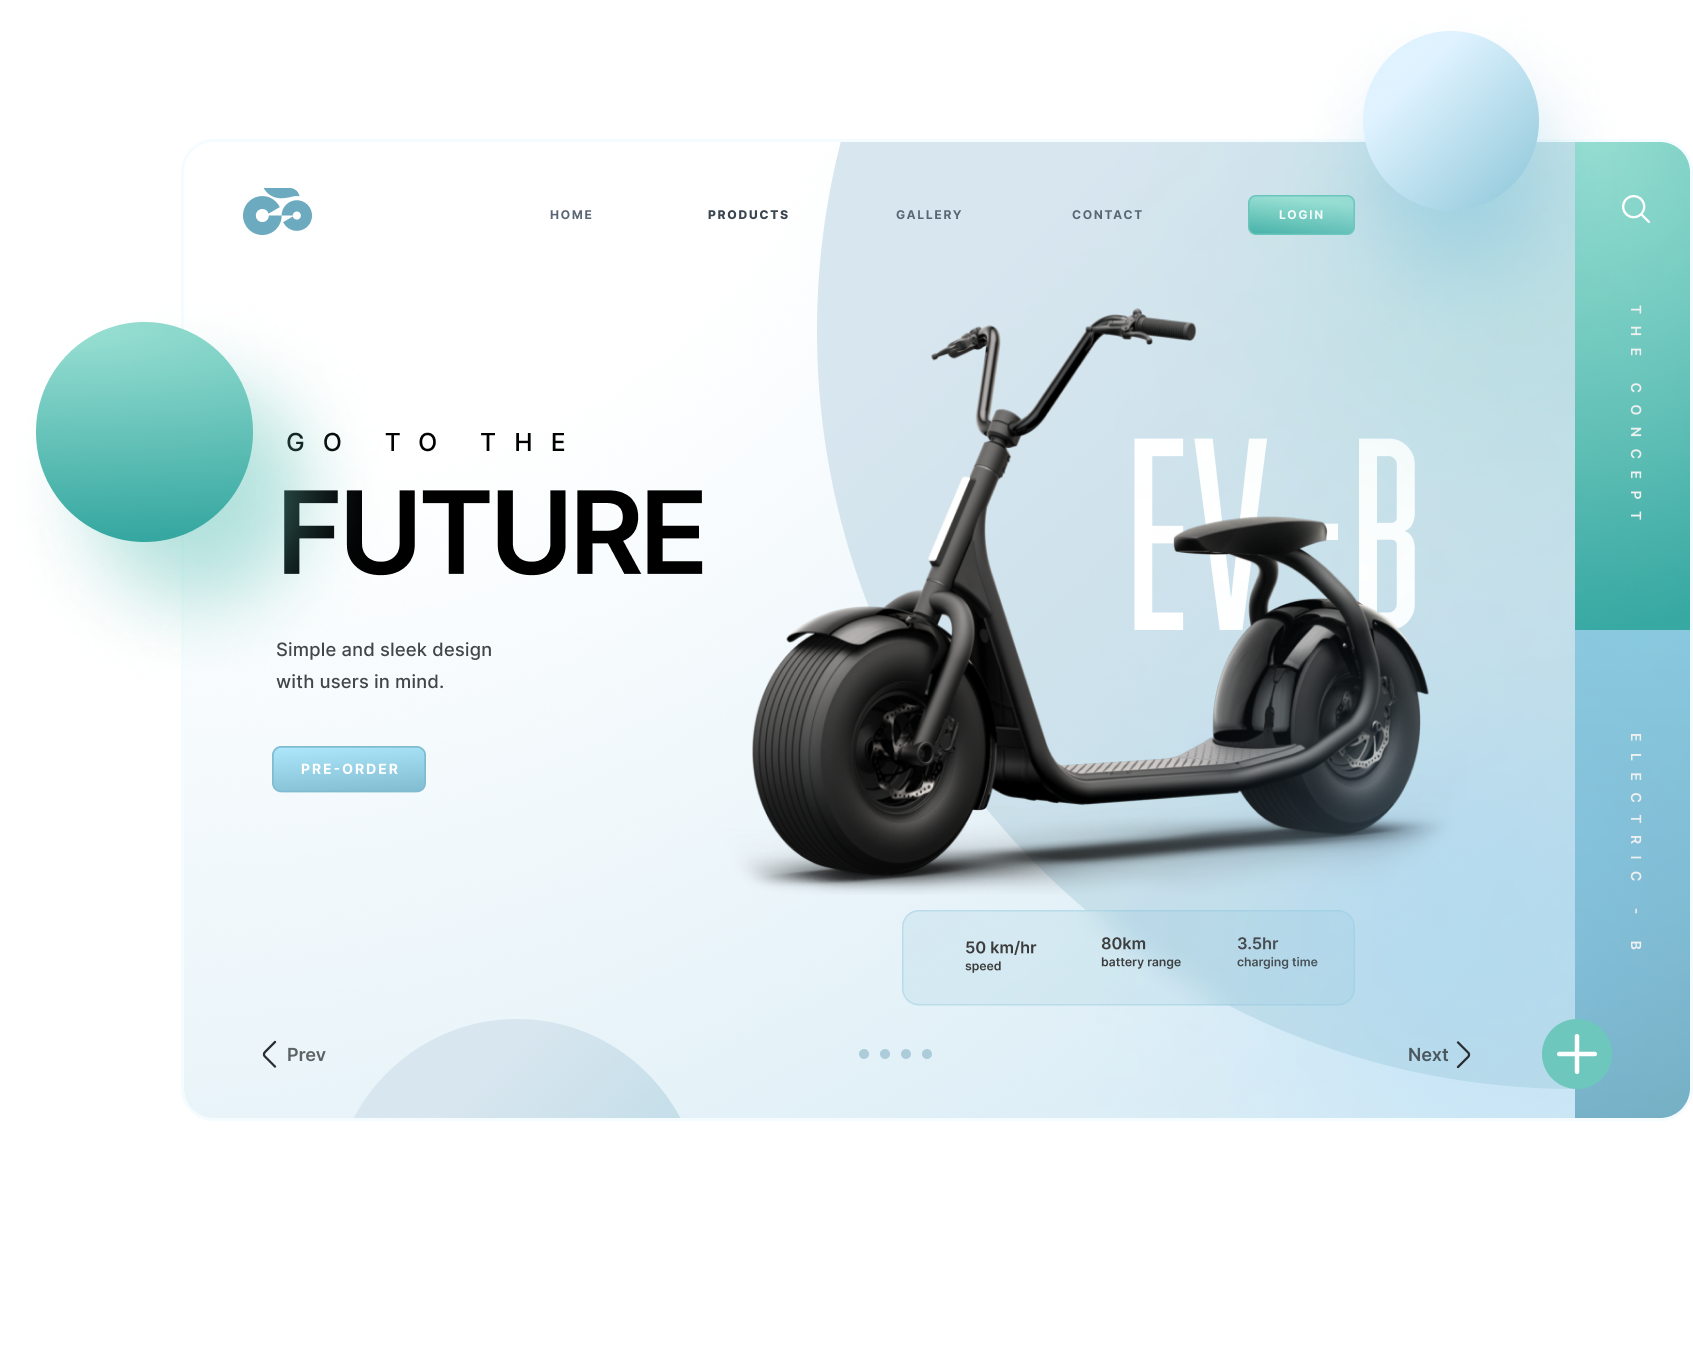 HOME
PRODUCTS
GALLERY
CONTACT
LOGIN
GO TO THE
FUTURE
Simple and sleek design
with users in mind.
PRE-ORDER
EV-B
50 km/hr
speed
80km
battery range
3.5hr
charging time
Prev
Next
THE CONCEPT
ELECTRIC - B